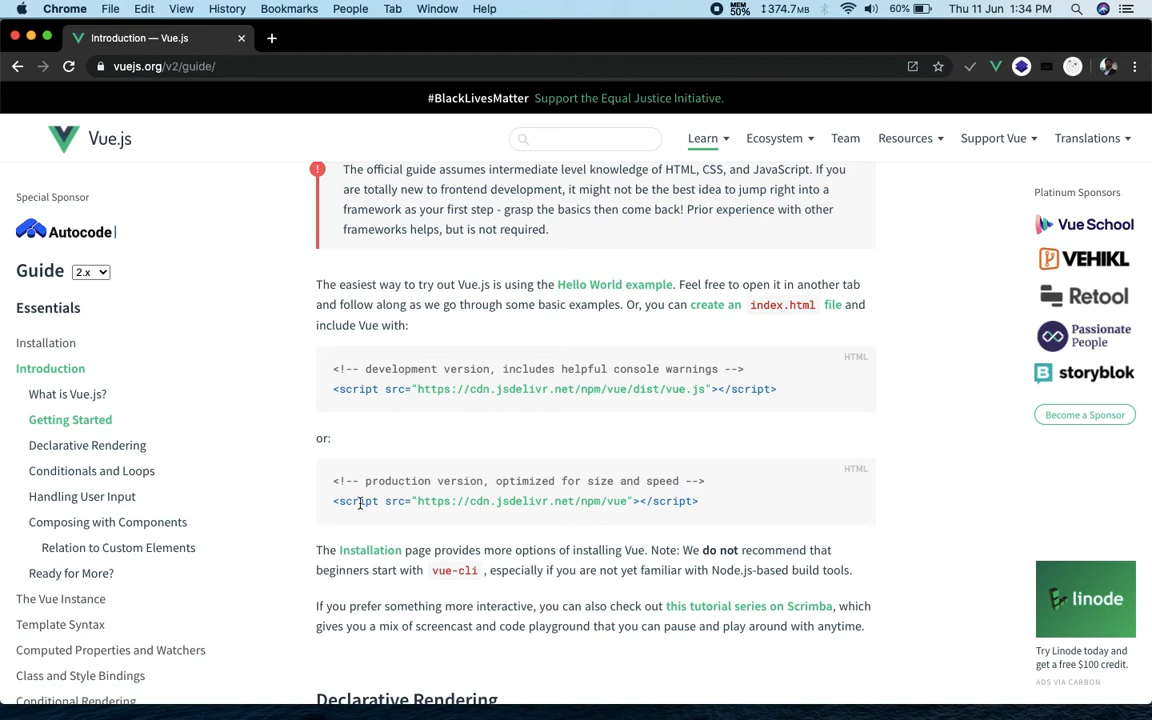 Chrome File Edit View History Bookmarks People Tab Window Help MEM 50% 374.7MB 60% Thu 11 Jun 1:34 PM
Introduction — Vue.js
vuejs.org/v2/guide/
#BlackLivesMatter Support the Equal Justice Initiative.
Vue.js
Learn Ecosystem Team Resources Support Vue Translations
Special Sponsor
Autocode
Guide 2.x
Essentials
Installation
Introduction
What is Vue.js?
Getting Started
Declarative Rendering
Conditionals and Loops
Handling User Input
Composing with Components
Relation to Custom Elements
Ready for More?
The Vue Instance
Template Syntax
Computed Properties and Watchers
Class and Style Bindings
Conditional Rendering
The official guide assumes intermediate level knowledge of HTML, CSS, and JavaScript. If you
are totally new to frontend development, it might not be the best idea to jump right into a
framework as your first step - grasp the basics then come back! Prior experience with other
frameworks helps, but is not required.
The easiest way to try out Vue.js is using the Hello World example. Feel free to open it in another tab
and follow along as we go through some basic examples. Or, you can create an index.html file and
include Vue with:
HTML
<!-- development version, includes helpful console warnings -->
<script src="https://cdn.jsdelivr.net/npm/vue/dist/vue.js"></script>
or:
HTML
<!-- production version, optimized for size and speed -->
<script src="https://cdn.jsdelivr.net/npm/vue"></script>
The Installation page provides more options of installing Vue. Note: We do not recommend that
beginners start with vue-cli , especially if you are not yet familiar with Node.js-based build tools.
If you prefer something more interactive, you can also check out this tutorial series on Scrimba, which
gives you a mix of screencast and code playground that you can pause and play around with anytime.
Declarative Rendering
Platinum Sponsors
Vue School
VEHIKL
Retool
Passionate
People
storyblok
Become a Sponsor
linode
Try Linode today and
get a free $100 credit.
ADS VIA CARBON